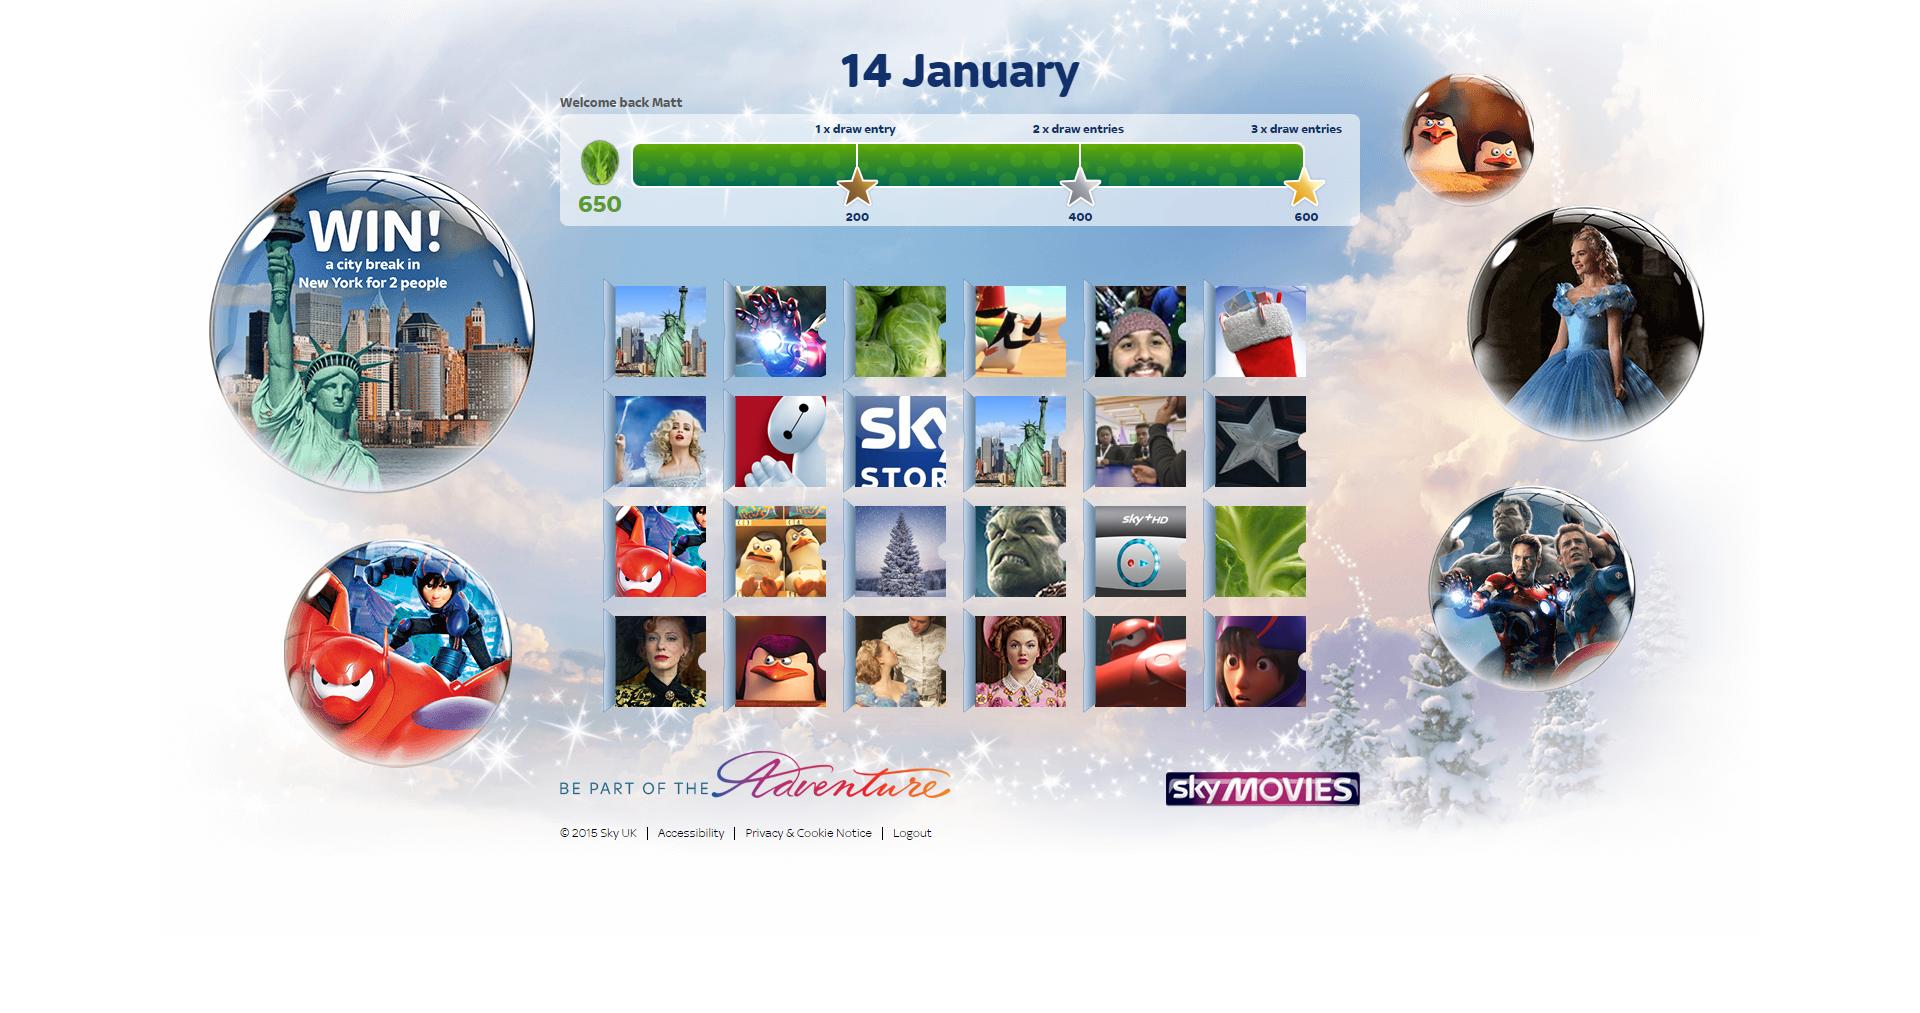 14 January
Welcome back Matt
1 x draw entry
2 x draw entries
3 x draw entries
650
200
400
600
WIN!
a city break in
New York for 2 people
sky
STOR
sky+HD
BE PART OF THE Adventure
sky MOVIES
© 2015 Sky UK | Accessibility | Privacy & Cookie Notice | Logout